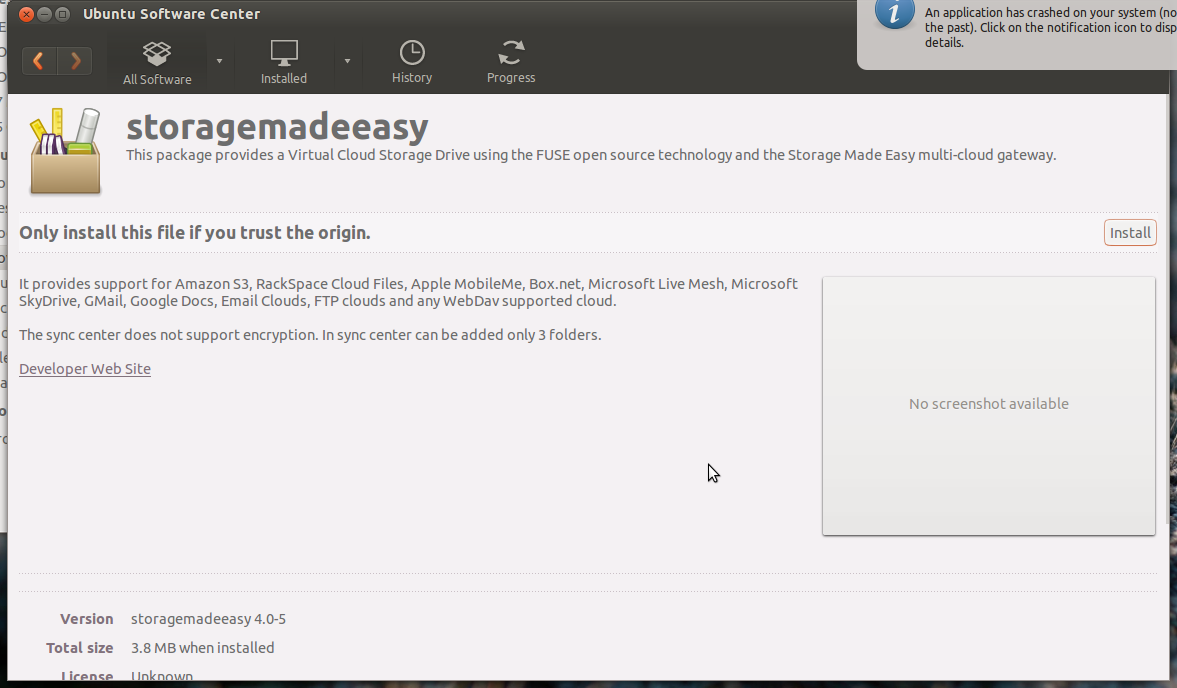 Ubuntu Software Center
An application has crashed on your system (no
the past). Click on the notification icon to disp
details.
All Software
Installed
History
Progress
storagemadeeasy
This package provides a Virtual Cloud Storage Drive using the FUSE open source technology and the Storage Made Easy multi-cloud gateway.
Only install this file if you trust the origin.
Install
It provides support for Amazon S3, RackSpace Cloud Files, Apple MobileMe, Box.net, Microsoft Live Mesh, Microsoft
SkyDrive, GMail, Google Docs, Email Clouds, FTP clouds and any WebDav supported cloud.
The sync center does not support encryption. In sync center can be added only 3 folders.
Developer Web Site
No screenshot available
Version storagemadeeasy 4.0-5
Total size 3.8 MB when installed
License Unknown